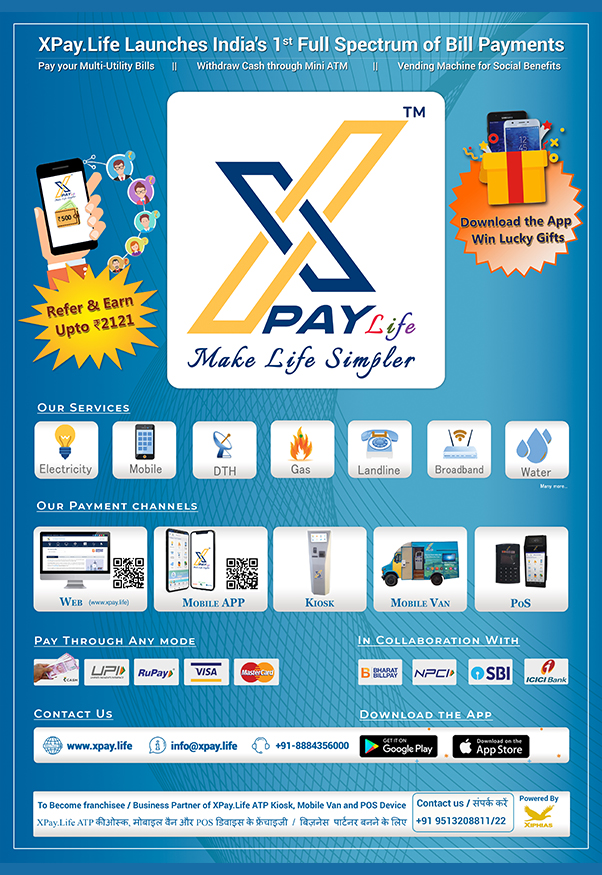 XPay.Life Launches India's 1st Full Spectrum of Bill Payments
Pay your Multi-Utility Bills || Withdraw Cash through Mini ATM || Vending Machine for Social Benefits
TM
X
PAY Life
Make Life Simpler
PAY Life
₹500
Refer & Earn
Upto ₹2121
Download the App
Win Lucky Gifts
OUR SERVICES
Electricity
Mobile
DTH
Gas
Landline
Broadband
Water
Many more...
OUR PAYMENT CHANNELS
WEB (www.xpay.life)
MOBILE APP
KIOSK
MOBILE VAN
POS
PAY THROUGH ANY MODE
IN COLLABORATION WITH
CASH
UPI
RuPay
VISA
MasterCard
B BHARAT BILLPAY
NPCI
SBI
ICICI Bank
CONTACT US
DOWNLOAD THE APP
www.xpay.life
info@xpay.life
+91-8884356000
GET IT ON
Google Play
Download on the
App Store
To Become franchisee / Business Partner of XPay.Life ATP Kiosk, Mobile Van and POS Device
XPay.Life ATP कीओस्क, मोबाइल वैन और POS डिवाइस के फ्रेंचाइजी / बिज़नेस पार्टनर बनने के लिए
Contact us / संपर्क करें
+91 9513208811/22
Powered By
XIPHIAS